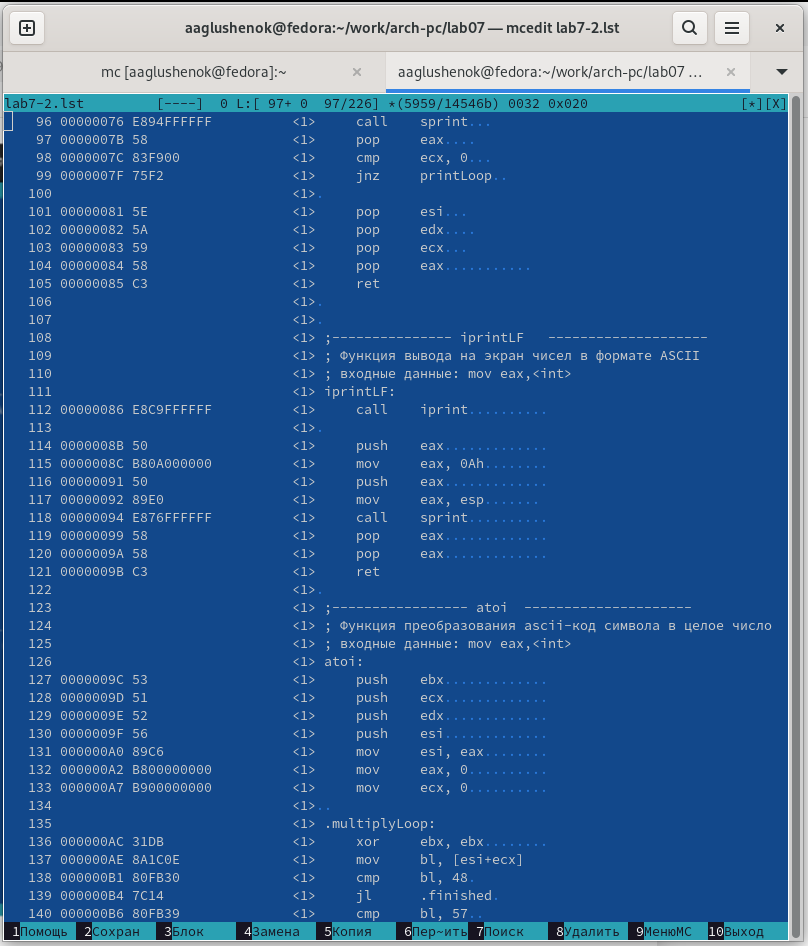 aaglushenok@fedora:~/work/arch-pc/lab07 — mcedit lab7-2.lst
mc [aaglushenok@fedora]:~ × aaglushenok@fedora:~/work/arch-pc/lab07 ... ×
lab7-2.lst [----] 0 L:[ 97+ 0 97/226] *(5959/14546b) 0032 0x020 [*][X]
96 00000076 E894FFFFFF <1> call sprint...
97 0000007B 58 <1> pop eax....
98 0000007C 83F900 <1> cmp ecx, 0...
99 0000007F 75F2 <1> jnz printLoop..
100 <1>.
101 00000081 5E <1> pop esi...
102 00000082 5A <1> pop edx....
103 00000083 59 <1> pop ecx...
104 00000084 58 <1> pop eax...........
105 00000085 C3 <1> ret
106 <1>.
107 <1>.
108 <1> ;--------------- iprintLF --------------------
109 <1> ; Функция вывода на экран чисел в формате ASCII
110 <1> ; входные данные: mov eax,<int>
111 <1> iprintLF:
112 00000086 E8C9FFFFFF <1> call iprint..........
113 <1>.
114 0000008B 50 <1> push eax.............
115 0000008C B80A000000 <1> mov eax, 0Ah........
116 00000091 50 <1> push eax.............
117 00000092 89E0 <1> mov eax, esp.......
118 00000094 E876FFFFFF <1> call sprint..........
119 00000099 58 <1> pop eax.............
120 0000009A 58 <1> pop eax.............
121 0000009B C3 <1> ret
122 <1>.
123 <1> ;----------------- atoi ---------------------
124 <1> ; Функция преобразования ascii-код символа в целое число
125 <1> ; входные данные: mov eax,<int>
126 <1> atoi:
127 0000009C 53 <1> push ebx.............
128 0000009D 51 <1> push ecx.............
129 0000009E 52 <1> push edx.............
130 0000009F 56 <1> push esi.............
131 000000A0 89C6 <1> mov esi, eax........
132 000000A2 B800000000 <1> mov eax, 0..........
133 000000A7 B900000000 <1> mov ecx, 0..........
134 <1>..
135 <1> .multiplyLoop:
136 000000AC 31DB <1> xor ebx, ebx........
137 000000AE 8A1C0E <1> mov bl, [esi+ecx]
138 000000B1 80FB30 <1> cmp bl, 48.
139 000000B4 7C14 <1> jl .finished.
140 000000B6 80FB39 <1> cmp bl, 57..
1Помощь 2Сохран 3Блок 4Замена 5Копия 6Пер~ить 7Поиск 8Удалить 9МенюMC 10Выход